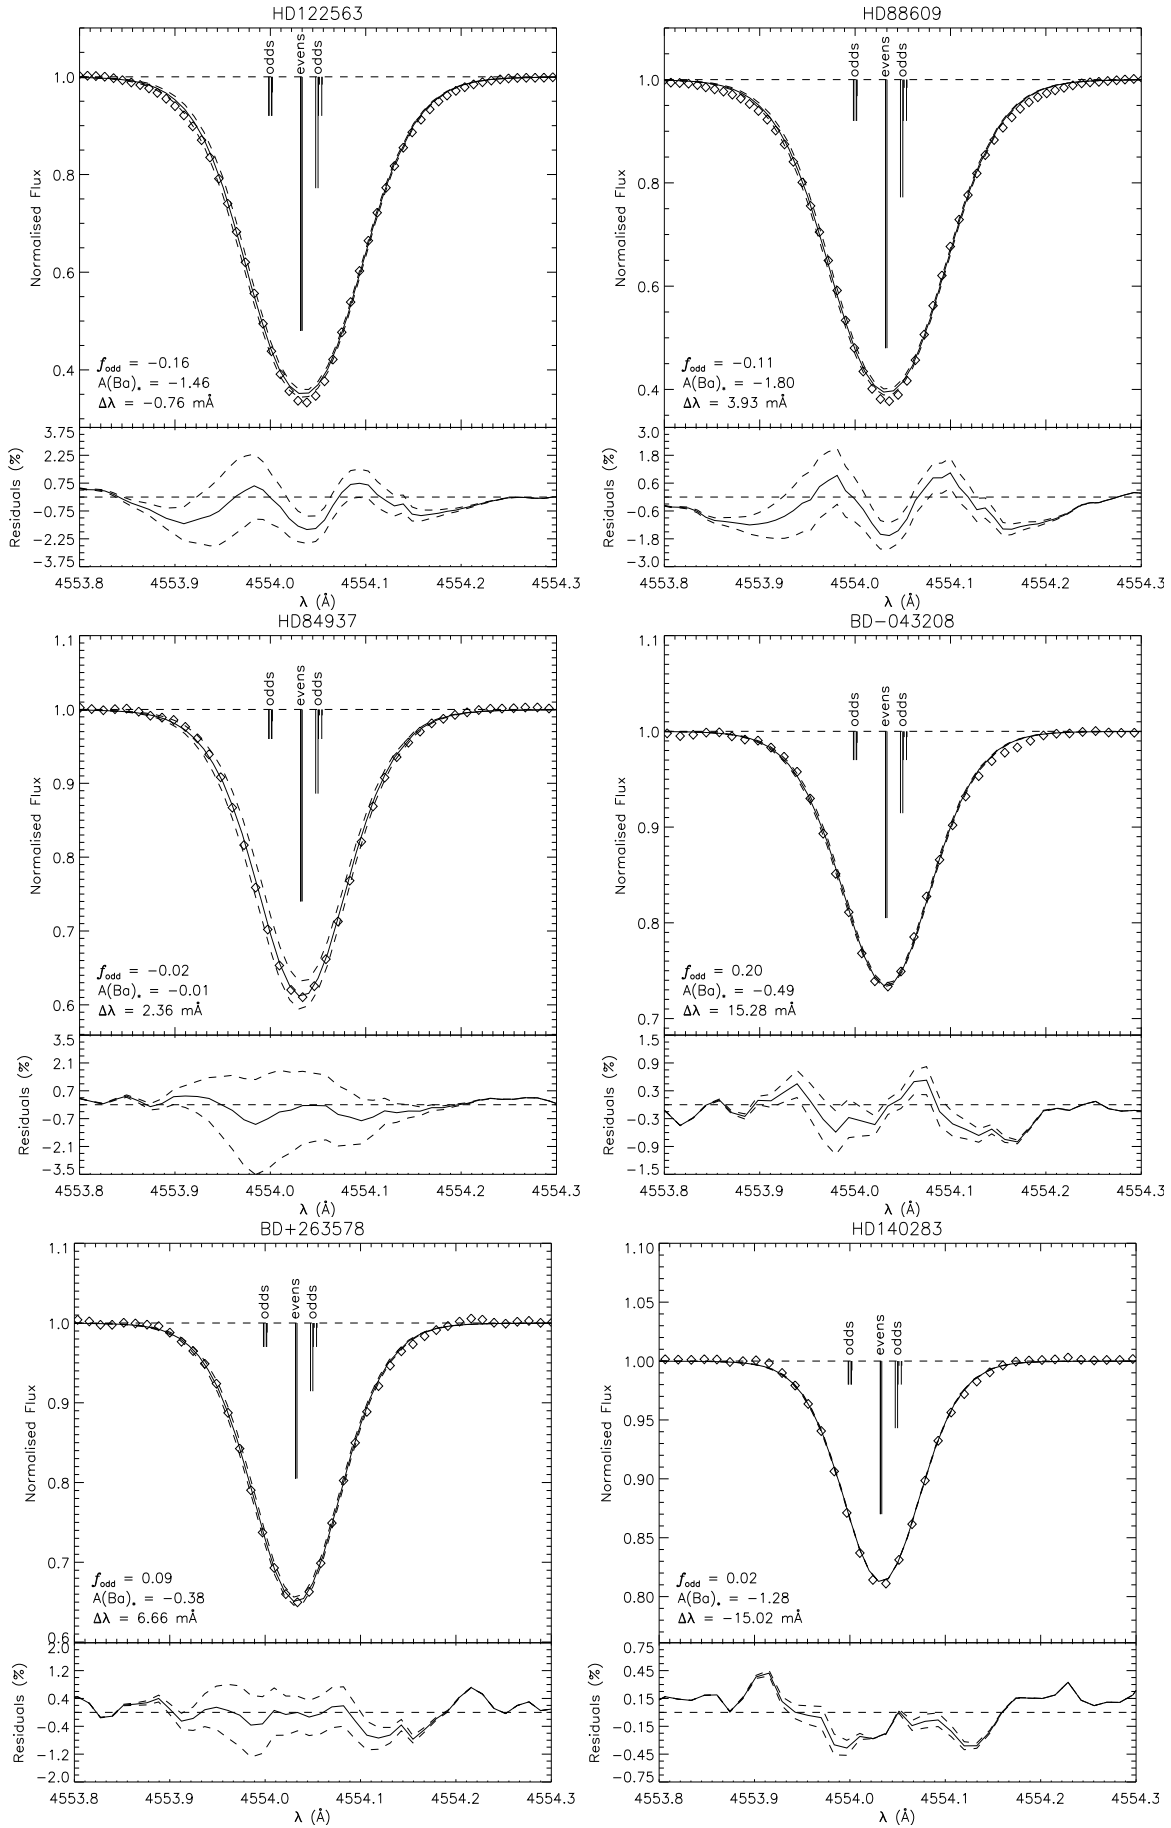 HD122563
odds
evens
odds
1.0
0.8
0.6
0.4
Normalised Flux
f_odd = −0.16
A(Ba)* = −1.46
Δλ = −0.76 mÅ
3.75
2.25
0.75
−0.75
−2.25
−3.75
Residuals (%)
4553.8 4553.9 4554.0 4554.1 4554.2 4554.3
λ (Å)
HD88609
odds
evens
odds
1.0
0.8
0.6
0.4
Normalised Flux
f_odd = −0.11
A(Ba)* = −1.80
Δλ = 3.93 mÅ
3.0
1.8
0.6
−0.6
−1.8
−3.0
Residuals (%)
4553.8 4553.9 4554.0 4554.1 4554.2 4554.3
λ (Å)
HD84937
odds
evens
odds
1.1
1.0
0.9
0.8
0.7
0.6
Normalised Flux
f_odd = −0.02
A(Ba)* = −0.01
Δλ = 2.36 mÅ
3.5
2.1
0.7
−0.7
−2.1
−3.5
Residuals (%)
4553.8 4553.9 4554.0 4554.1 4554.2 4554.3
λ (Å)
BD−043208
odds
evens
odds
1.1
1.0
0.9
0.8
0.7
Normalised Flux
f_odd = 0.20
A(Ba)* = −0.49
Δλ = 15.28 mÅ
1.5
0.9
0.3
−0.3
−0.9
−1.5
Residuals (%)
4553.8 4553.9 4554.0 4554.1 4554.2 4554.3
λ (Å)
BD+263578
odds
evens
odds
1.1
1.0
0.9
0.8
0.7
0.6
Normalised Flux
f_odd = 0.09
A(Ba)* = −0.38
Δλ = 6.66 mÅ
2.0
1.2
0.4
−0.4
−1.2
−2.0
Residuals (%)
4553.8 4553.9 4554.0 4554.1 4554.2 4554.3
λ (Å)
HD140283
odds
evens
odds
1.10
1.05
1.00
0.95
0.90
0.85
0.80
Normalised Flux
f_odd = 0.02
A(Ba)* = −1.28
Δλ = −15.02 mÅ
0.75
0.45
0.15
−0.15
−0.45
−0.75
Residuals (%)
4553.8 4553.9 4554.0 4554.1 4554.2 4554.3
λ (Å)